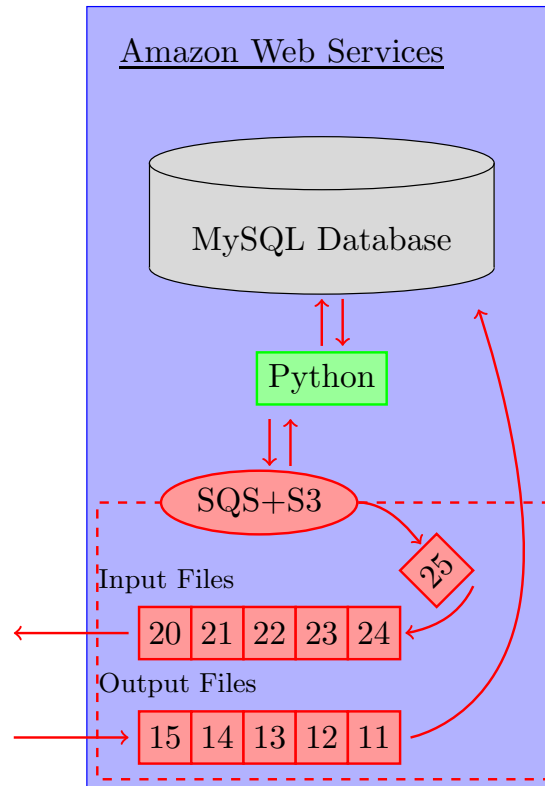 Amazon Web Services
MySQL Database
Python
SQS+S3
25
Input Files
20 21 22 23 24
Output Files
15 14 13 12 11